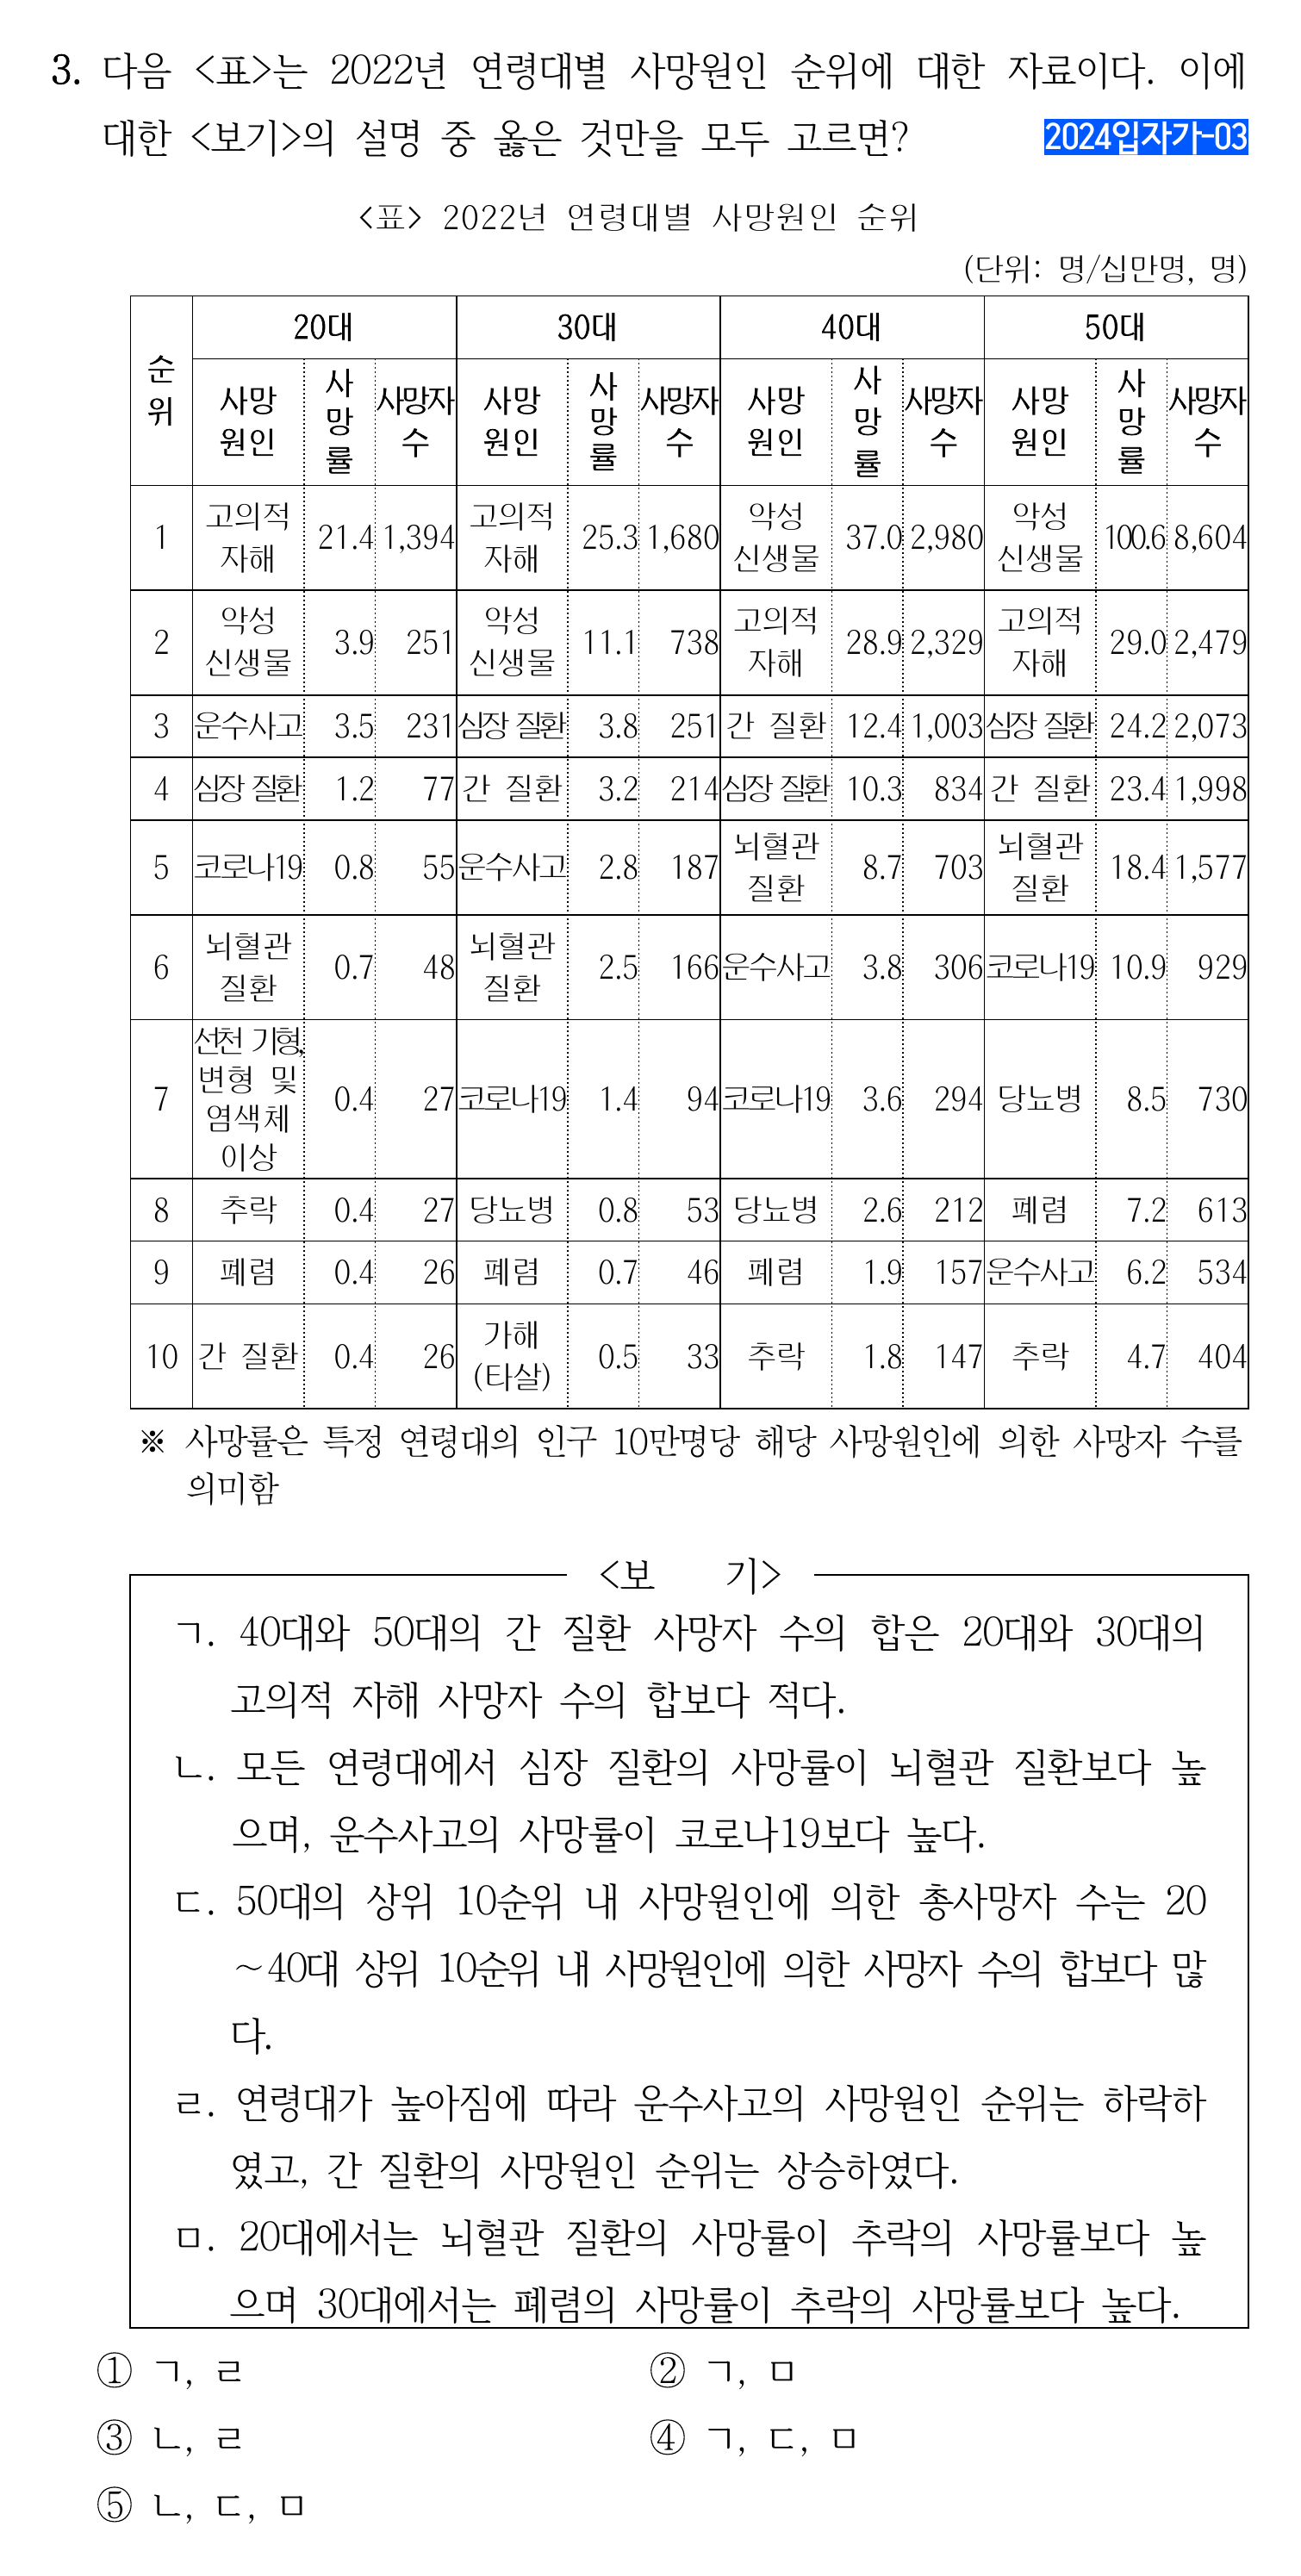 3. 다음 <표>는 2022년 연령대별 사망원인 순위에 대한 자료이다. 이에
대한 <보기>의 설명 중 옳은 것만을 모두 고르면? 2024입자가-03
<표> 2022년 연령대별 사망원인 순위
(단위: 명/십만명, 명)
순위 20대 30대 40대 50대
사망원인 사망률 사망자수 사망원인 사망률 사망자수 사망원인 사망률 사망자수 사망원인 사망률 사망자수
1 고의적 자해 21.4 1,394 고의적 자해 25.3 1,680 악성 신생물 37.0 2,980 악성 신생물 100.6 8,604
2 악성 신생물 3.9 251 악성 신생물 11.1 738 고의적 자해 28.9 2,329 고의적 자해 29.0 2,479
3 운수사고 3.5 231 심장 질환 3.8 251 간 질환 12.4 1,003 심장 질환 24.2 2,073
4 심장 질환 1.2 77 간 질환 3.2 214 심장 질환 10.3 834 간 질환 23.4 1,998
5 코로나19 0.8 55 운수사고 2.8 187 뇌혈관 질환 8.7 703 뇌혈관 질환 18.4 1,577
6 뇌혈관 질환 0.7 48 뇌혈관 질환 2.5 166 운수사고 3.8 306 코로나19 10.9 929
7 선천 기형, 변형 및 염색체 이상 0.4 27 코로나19 1.4 94 코로나19 3.6 294 당뇨병 8.5 730
8 추락 0.4 27 당뇨병 0.8 53 당뇨병 2.6 212 폐렴 7.2 613
9 폐렴 0.4 26 폐렴 0.7 46 폐렴 1.9 157 운수사고 6.2 534
10 간 질환 0.4 26 가해 (타살) 0.5 33 추락 1.8 147 추락 4.7 404
※ 사망률은 특정 연령대의 인구 10만명당 해당 사망원인에 의한 사망자 수를
의미함
<보 기>
ㄱ. 40대와 50대의 간 질환 사망자 수의 합은 20대와 30대의
고의적 자해 사망자 수의 합보다 적다.
ㄴ. 모든 연령대에서 심장 질환의 사망률이 뇌혈관 질환보다 높
으며, 운수사고의 사망률이 코로나19보다 높다.
ㄷ. 50대의 상위 10순위 내 사망원인에 의한 총사망자 수는 20
~40대 상위 10순위 내 사망원인에 의한 사망자 수의 합보다 많
다.
ㄹ. 연령대가 높아짐에 따라 운수사고의 사망원인 순위는 하락하
였고, 간 질환의 사망원인 순위는 상승하였다.
ㅁ. 20대에서는 뇌혈관 질환의 사망률이 추락의 사망률보다 높
으며 30대에서는 폐렴의 사망률이 추락의 사망률보다 높다.
① ㄱ, ㄹ ② ㄱ, ㅁ
③ ㄴ, ㄹ ④ ㄱ, ㄷ, ㅁ
⑤ ㄴ, ㄷ, ㅁ